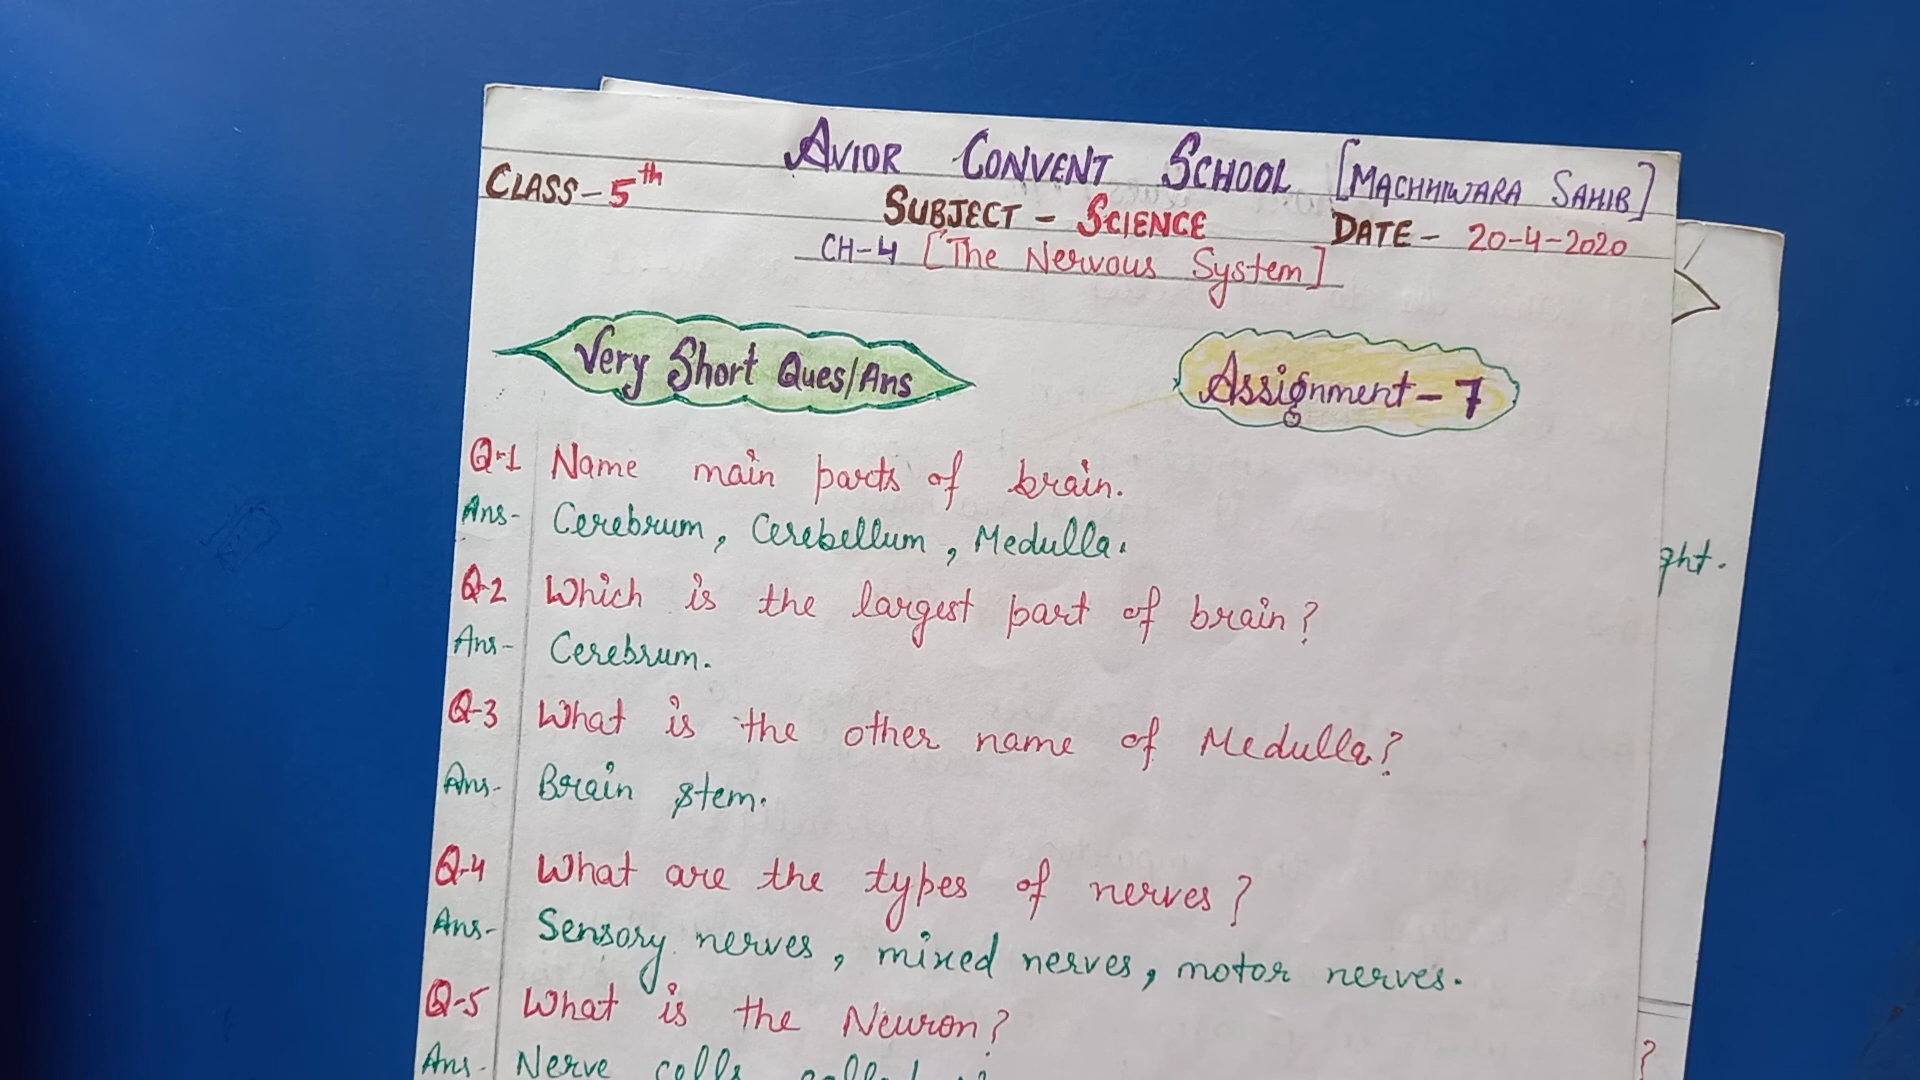 AVIOR CONVENT SCHOOL [MACHHIWARA SAHIB]
CLASS - 5th
SUBJECT - SCIENCE
DATE - 20-4-2020
CH-4 [The Nervous System]
Very Short Ques/Ans
Assignment - 7
Q-1 Name main parts of brain.
Ans- Cerebrum, Cerebellum, Medulla.
Q-2 Which is the largest part of brain?
Ans- Cerebrum.
Q-3 What is the other name of Medulla?
Ans- Brain stem.
Q-4 What are the types of nerves?
Ans- Sensory nerves, mixed nerves, motor nerves.
Q-5 What is the Neuron?
Ans- Nerve cells
ght.
?